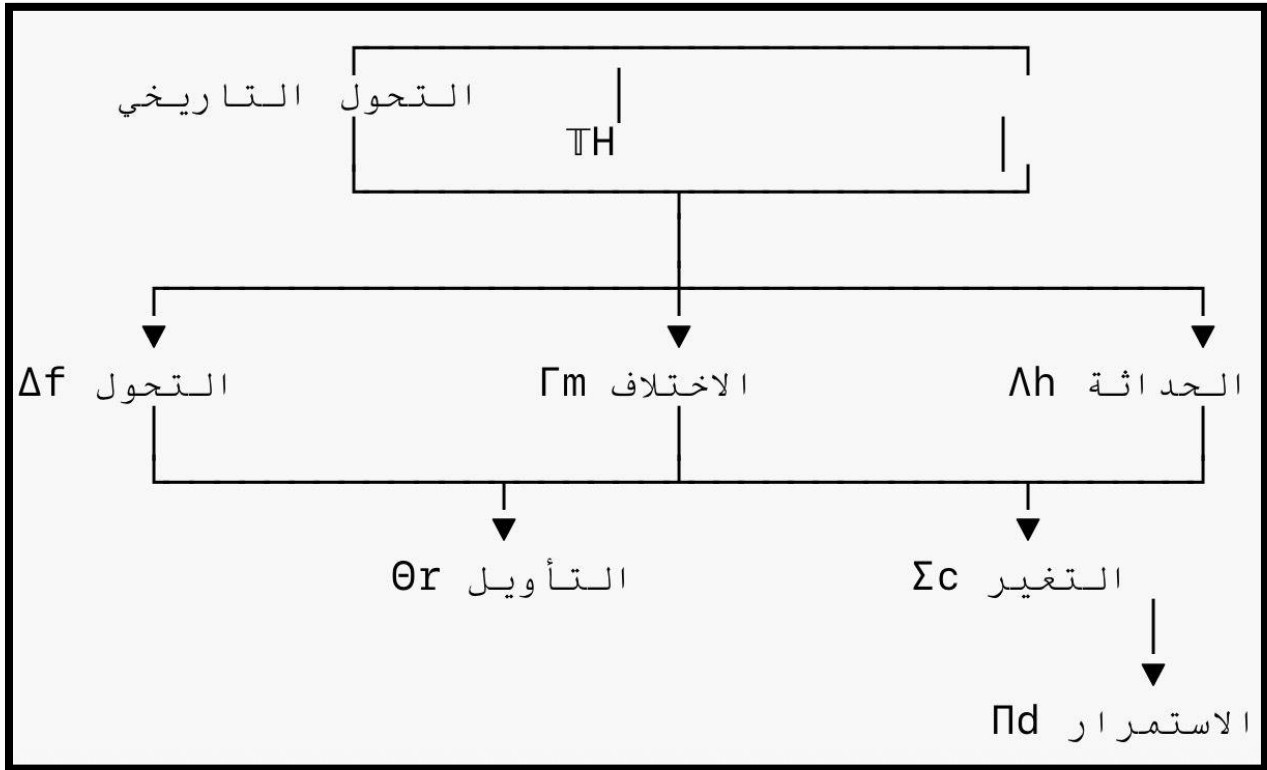 التحول التاريخي
𝕋H
Δf التحول
Γm الاختلاف
Λh الحداثة
Θr التأويل
Σc التغير
Πd الاستمرار